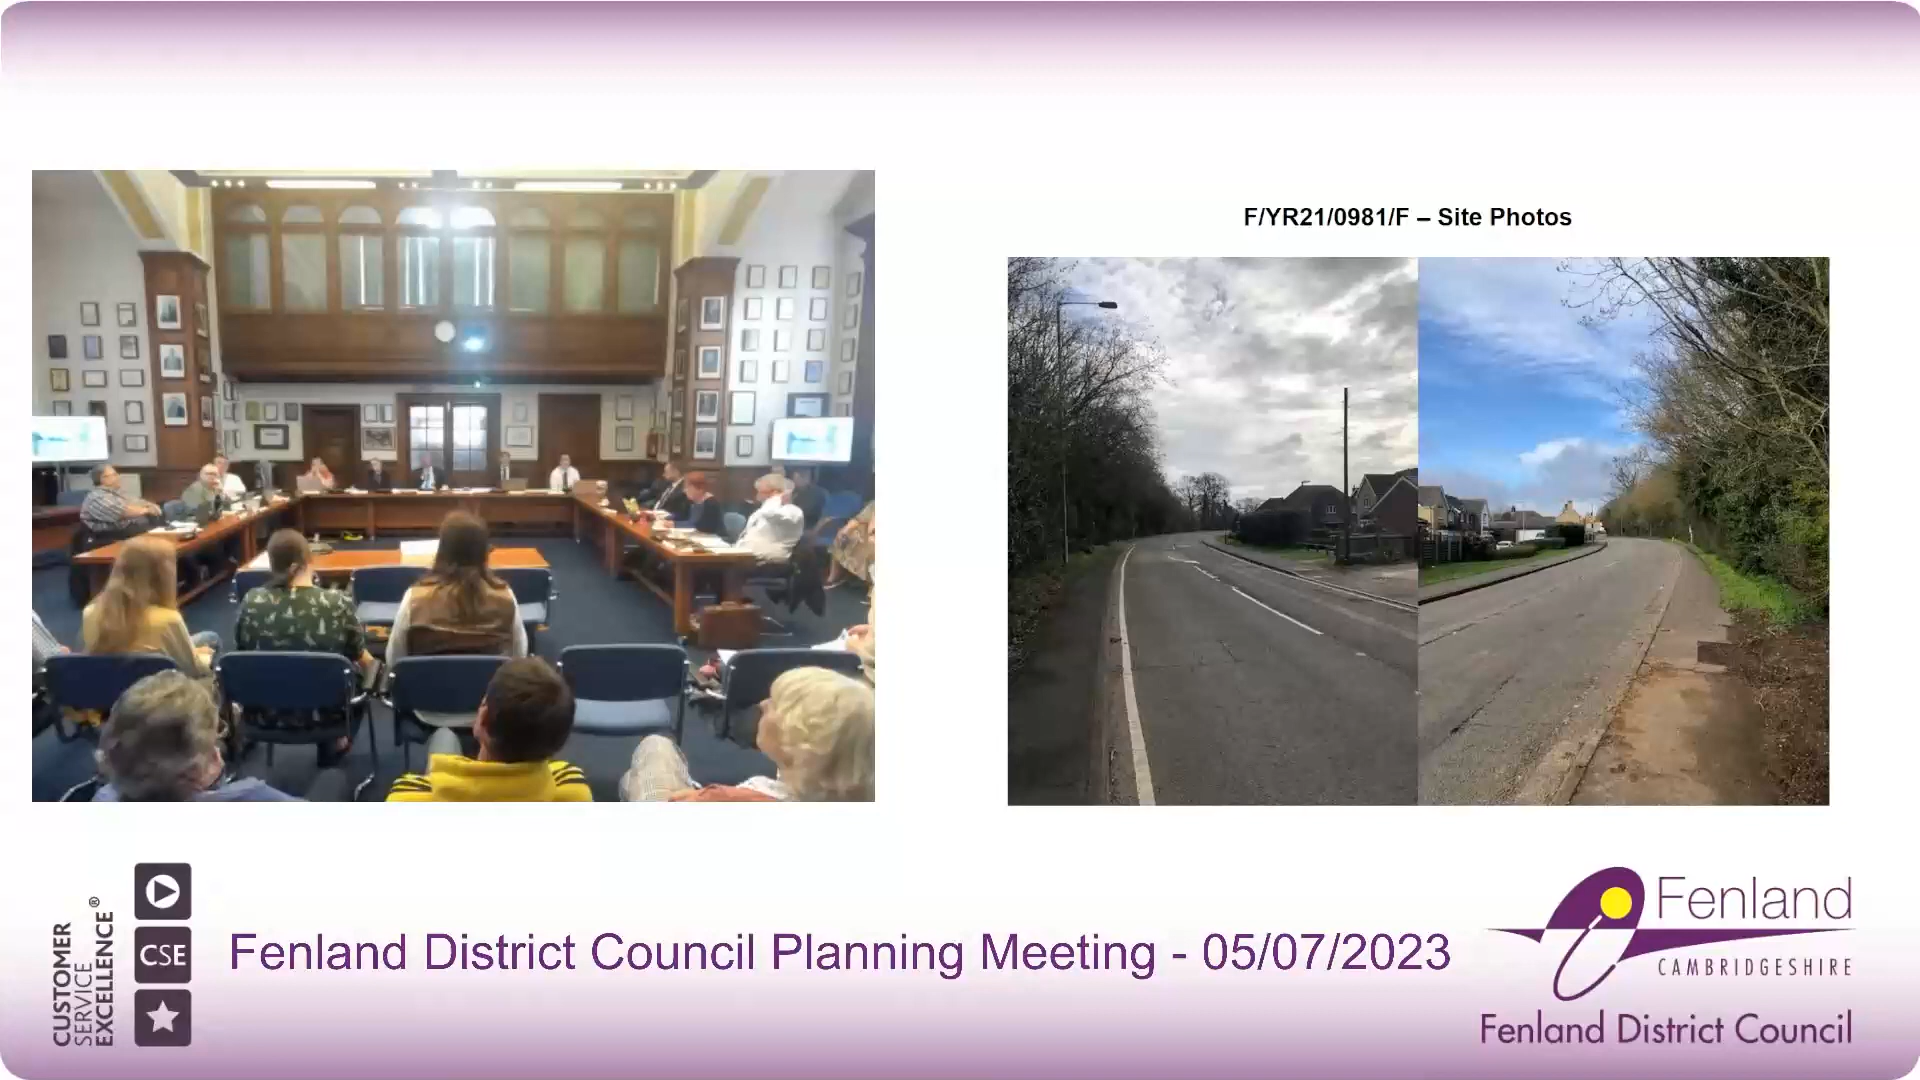 F/YR21/0981/F – Site Photos
CUSTOMER
SERVICE
EXCELLENCE®
CSE
Fenland District Council Planning Meeting - 05/07/2023
Fenland
CAMBRIDGESHIRE
Fenland District Council